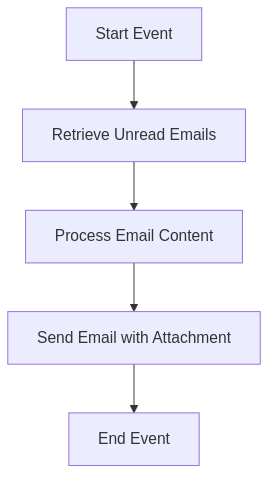 Start Event
Retrieve Unread Emails
Process Email Content
Send Email with Attachment
End Event